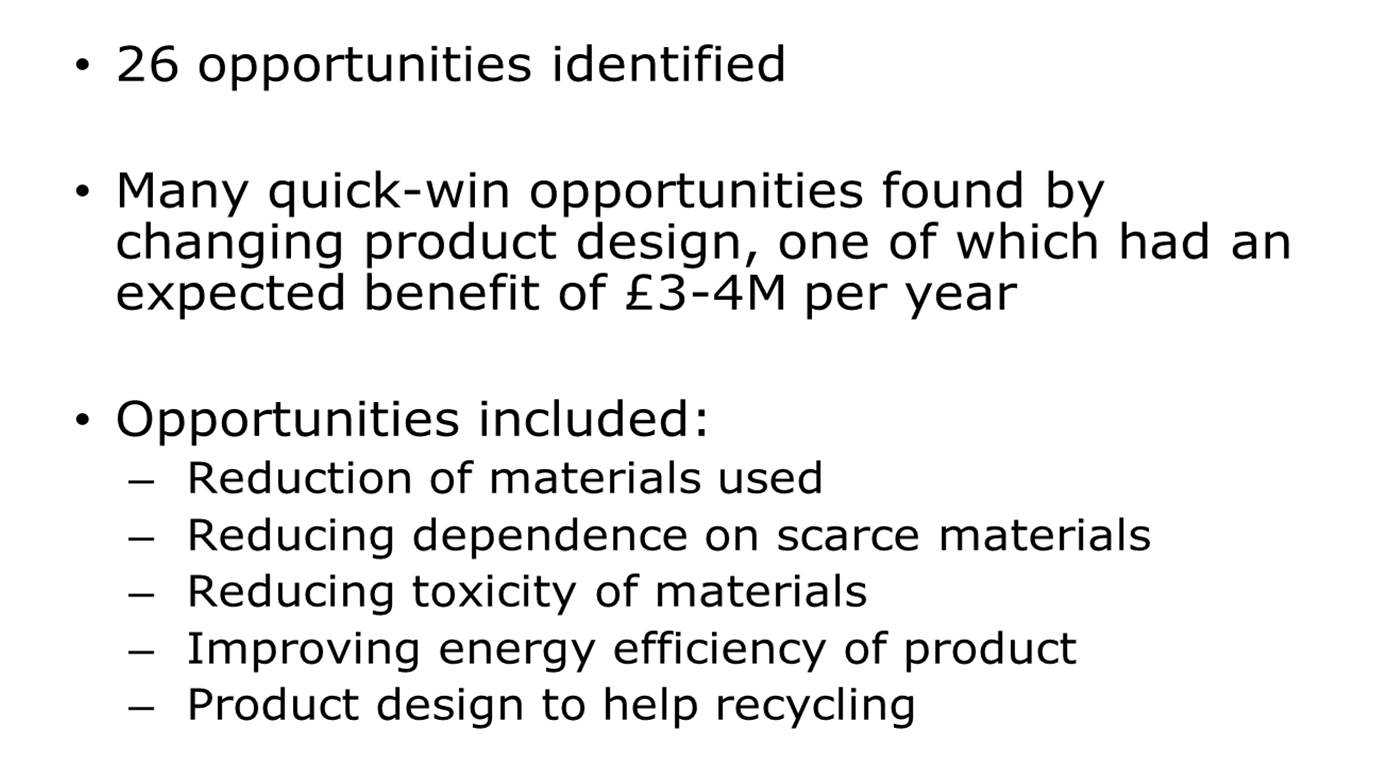 • 26 opportunities identified
• Many quick-win opportunities found by
changing product design, one of which had an
expected benefit of £3-4M per year
• Opportunities included:
– Reduction of materials used
– Reducing dependence on scarce materials
– Reducing toxicity of materials
– Improving energy efficiency of product
– Product design to help recycling